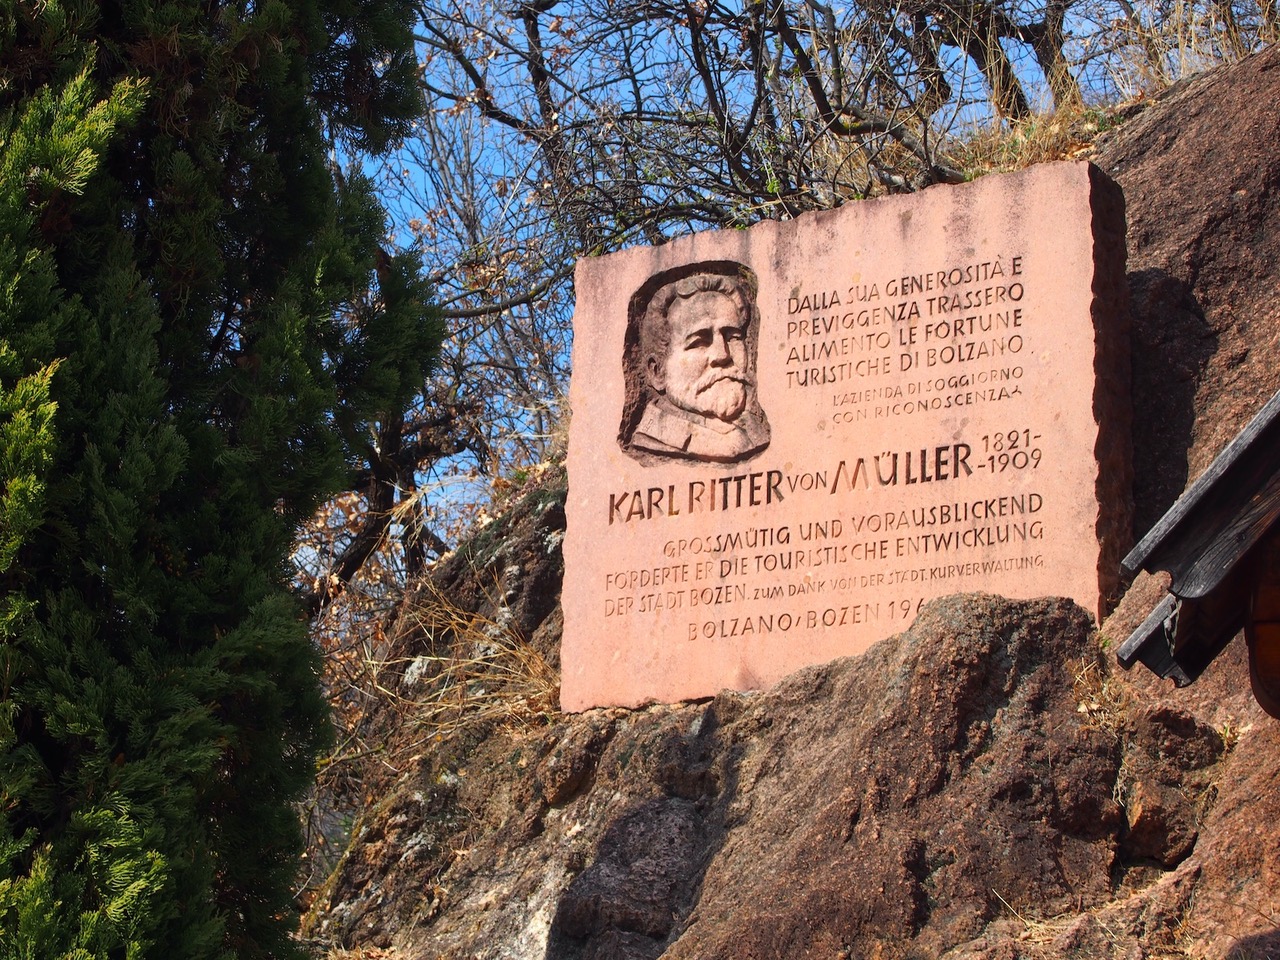 DALLA SUA GENEROSITÀ E
PREVIGGENZA TRASSERO
ALIMENTO LE FORTUNE
TURISTICHE DI BOLZANO
L'AZIENDA DI SOGGIORNO
CON RICONOSCENZA
KARL RITTER VON MÜLLER 1821-
-1909
GROSSMÜTIG UND VORAUSBLICKEND
FÖRDERTE ER DIE TOURISTISCHE ENTWICKLUNG
DER STADT BOZEN. ZUM DANK VON DER STÄDT. KURVERWALTUNG
BOLZANO/BOZEN